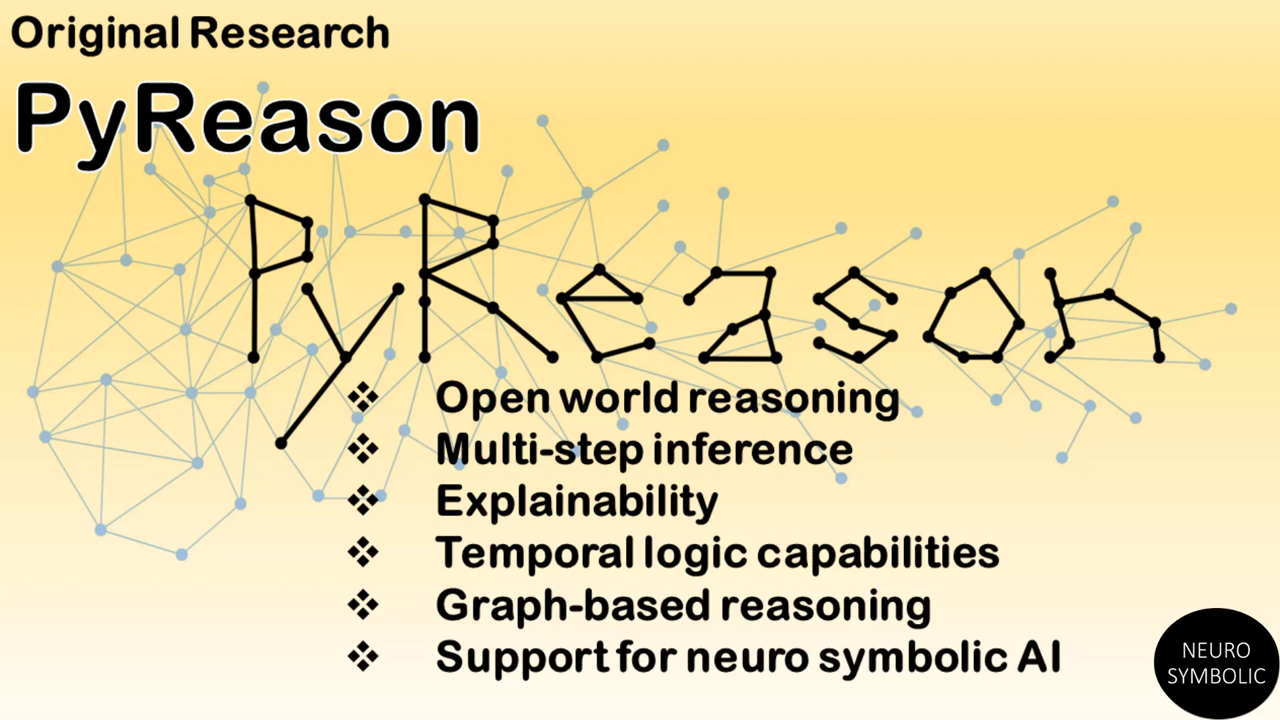 Original Research
PyReason
PyReason
❖ Open world reasoning
❖ Multi-step inference
❖ Explainability
❖ Temporal logic capabilities
❖ Graph-based reasoning
❖ Support for neuro symbolic AI
NEURO
SYMBOLIC